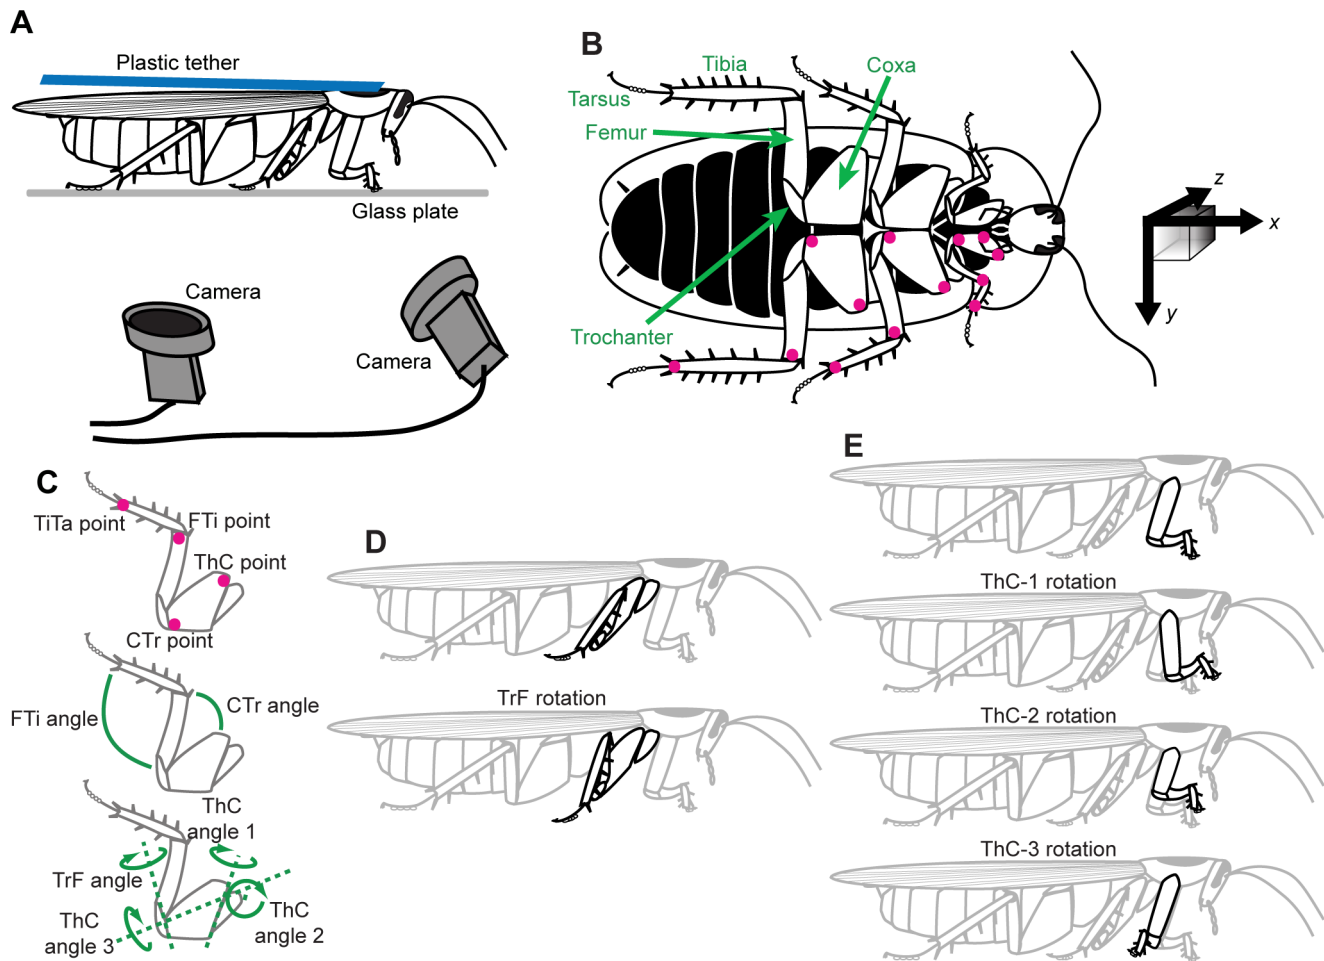 A
Plastic tether
Glass plate
Camera
Camera
B
Tibia
Coxa
Tarsus
Femur
Trochanter
z
x
y
C
TiTa point
FTi point
ThC point
CTr point
FTi angle
CTr angle
ThC
angle 1
TrF angle
ThC
angle 3
ThC
angle 2
D
TrF rotation
E
ThC-1 rotation
ThC-2 rotation
ThC-3 rotation